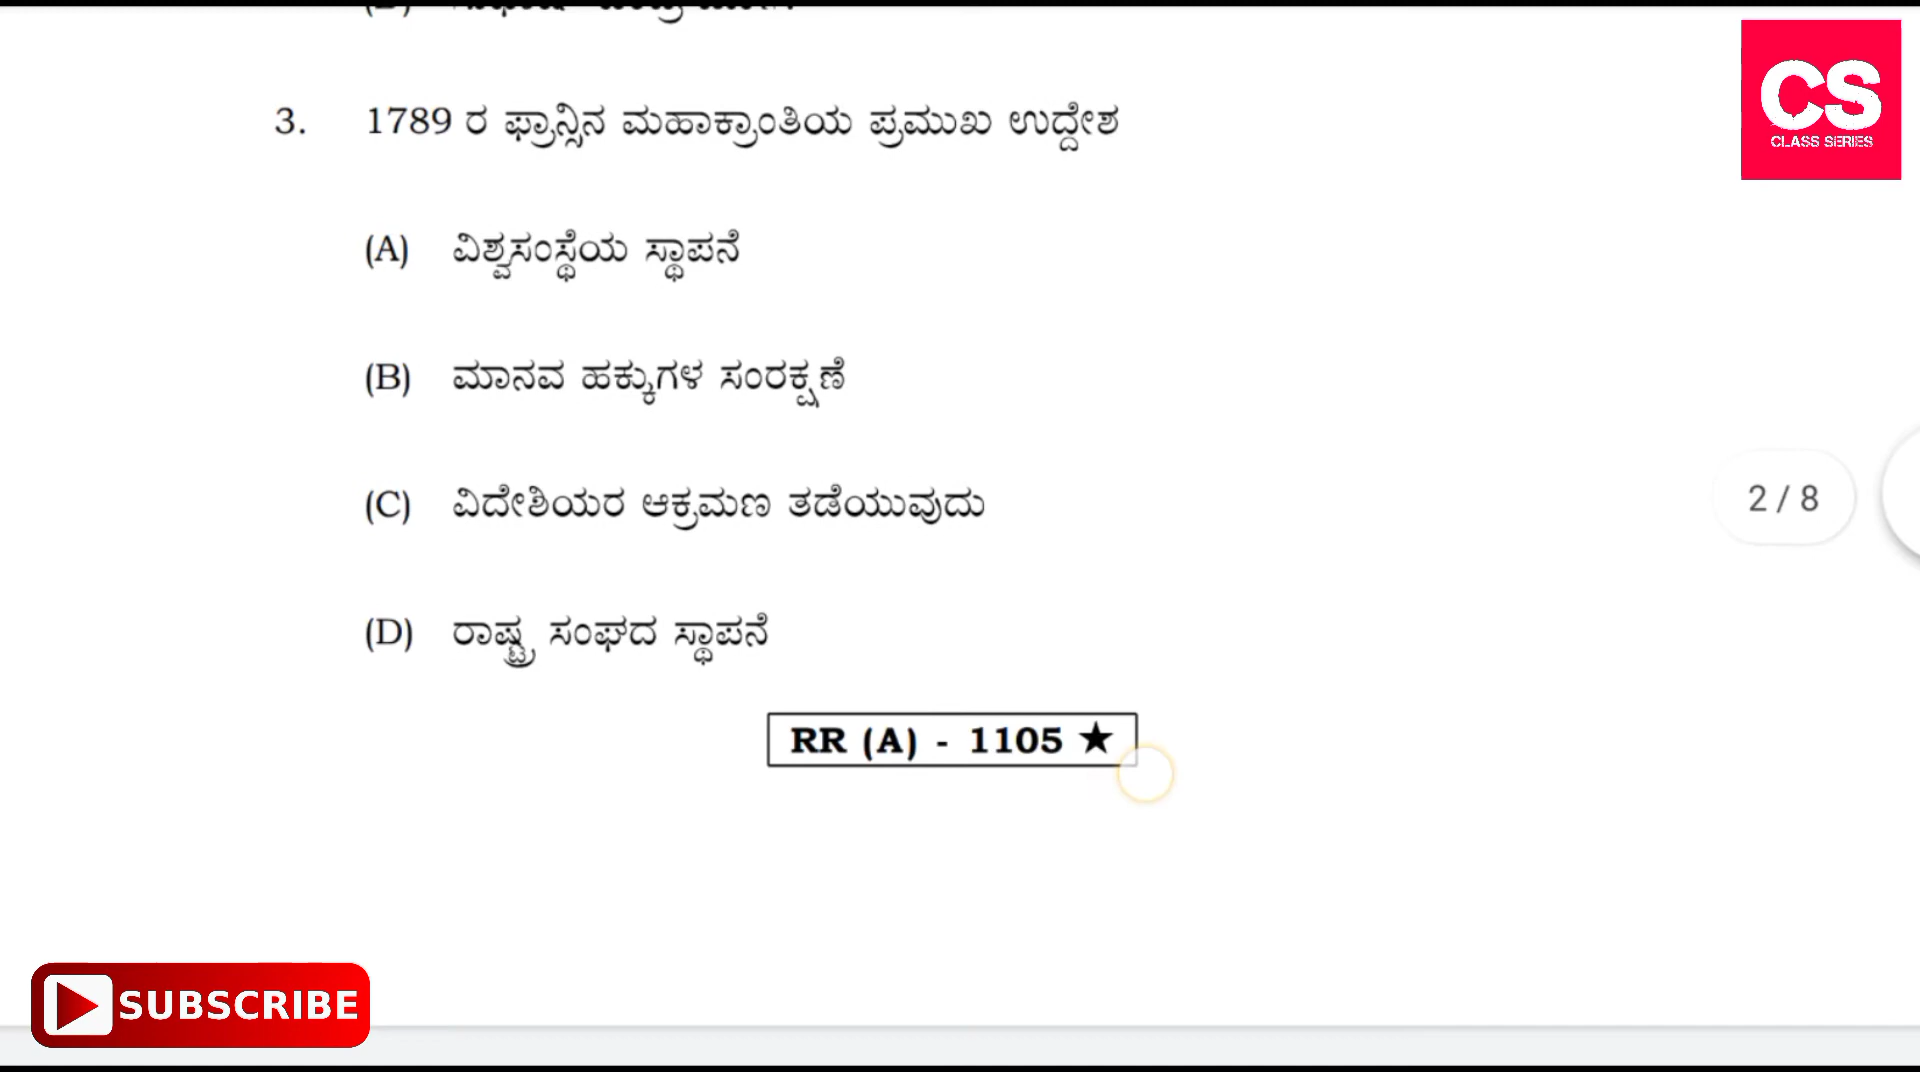 CS
CLASS SERIES
3. 1789 ರ ಫ್ರಾನ್ಸಿನ ಮಹಾಕ್ರಾಂತಿಯ ಪ್ರಮುಖ ಉದ್ದೇಶ
(A) ವಿಶ್ವಸಂಸ್ಥೆಯ ಸ್ಥಾಪನೆ
(B) ಮಾನವ ಹಕ್ಕುಗಳ ಸಂರಕ್ಷಣೆ
(C) ವಿದೇಶಿಯರ ಆಕ್ರಮಣ ತಡೆಯುವುದು
2 / 8
(D) ರಾಷ್ಟ್ರ ಸಂಘದ ಸ್ಥಾಪನೆ
RR (A) - 1105 ★
SUBSCRIBE